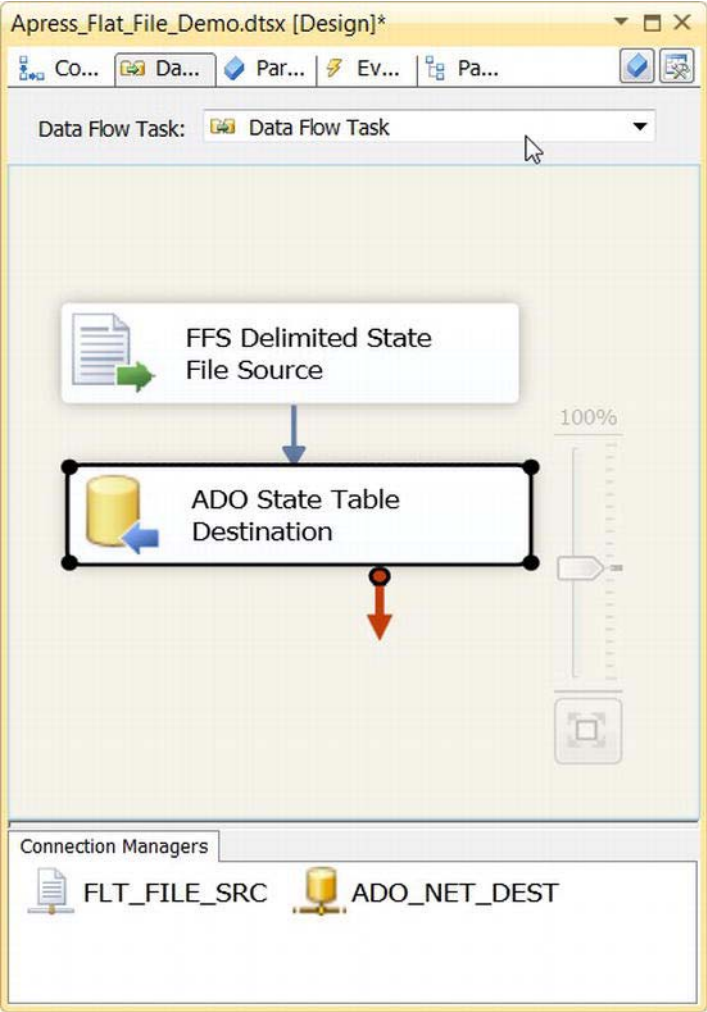 Apress_Flat_File_Demo.dtsx [Design]*
Co... Da... Par... Ev... Pa...
Data Flow Task: Data Flow Task
FFS Delimited State
File Source
100%
ADO State Table
Destination
Connection Managers
FLT_FILE_SRC ADO_NET_DEST